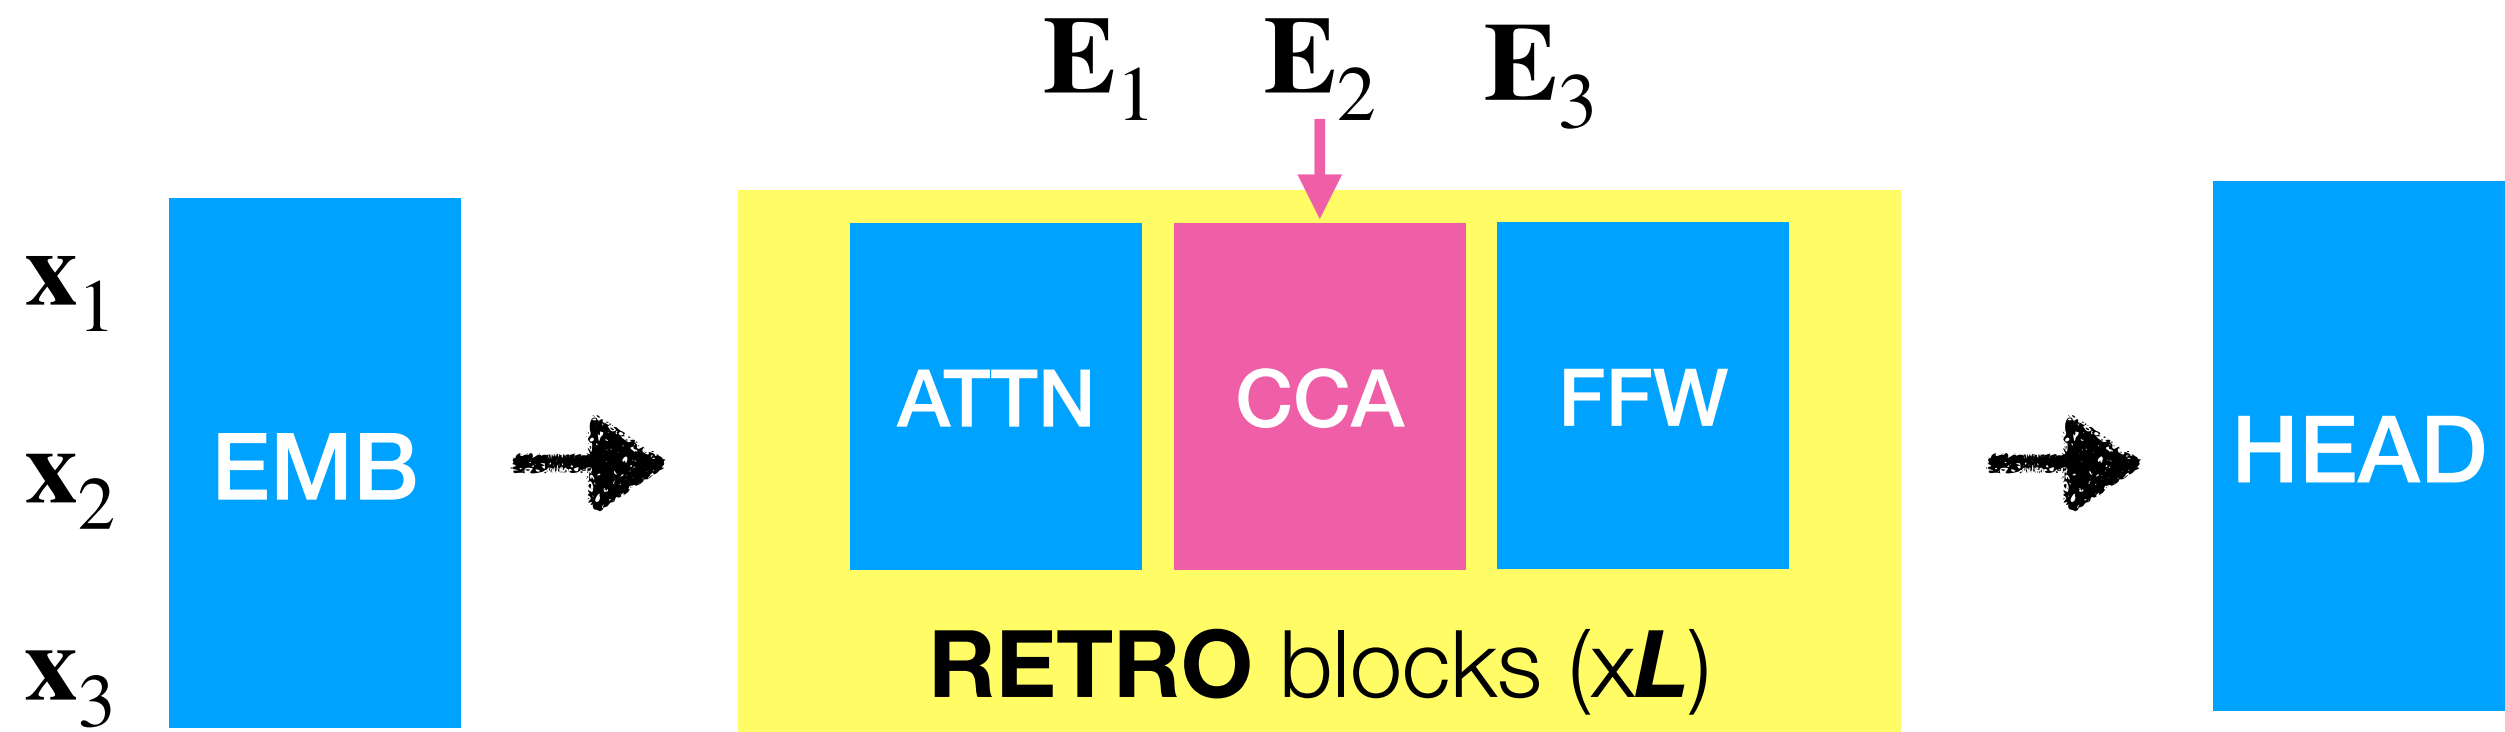 E1 E2 E3
x1
x2
x3
EMB
ATTN
CCA
FFW
RETRO blocks (xL)
HEAD